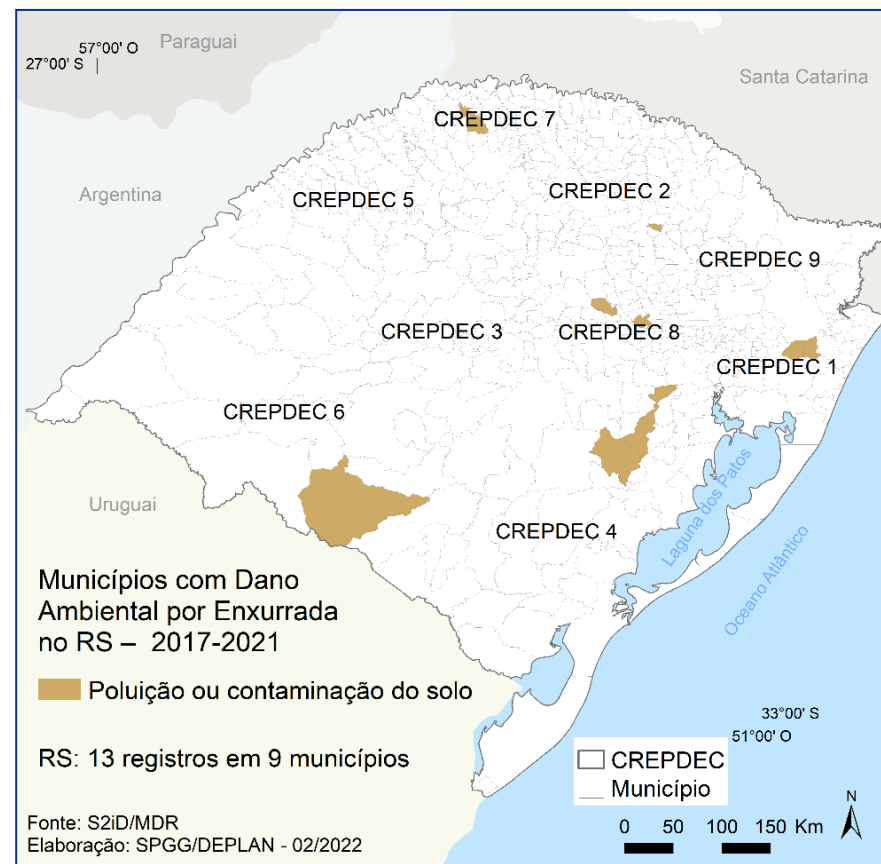 Paraguai
57°00' O
27°00' S
Santa Catarina
CREPDEC 7
Argentina
CREPDEC 5
CREPDEC 2
CREPDEC 9
CREPDEC 3
CREPDEC 8
CREPDEC 1
CREPDEC 6
Uruguai
Laguna dos Patos
CREPDEC 4
Oceano Atlântico
Municípios com Dano
Ambiental por Enxurrada
no RS – 2017-2021
Poluição ou contaminação do solo
RS: 13 registros em 9 municípios
33°00' S
51°00' O
CREPDEC
Município
N
0 50 100 150 Km
Fonte: S2iD/MDR
Elaboração: SPGG/DEPLAN - 02/2022